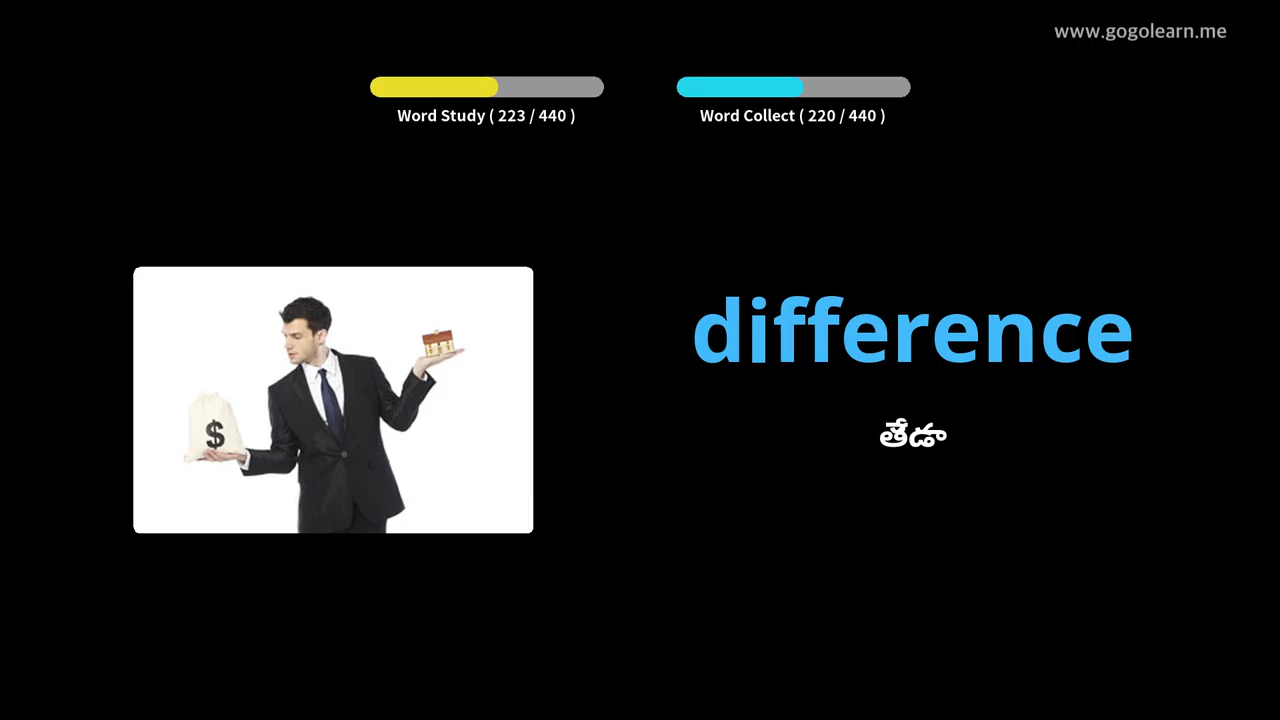 www.gogolearn.me
Word Study ( 223 / 440 )
Word Collect ( 220 / 440 )
$
difference
తేడా